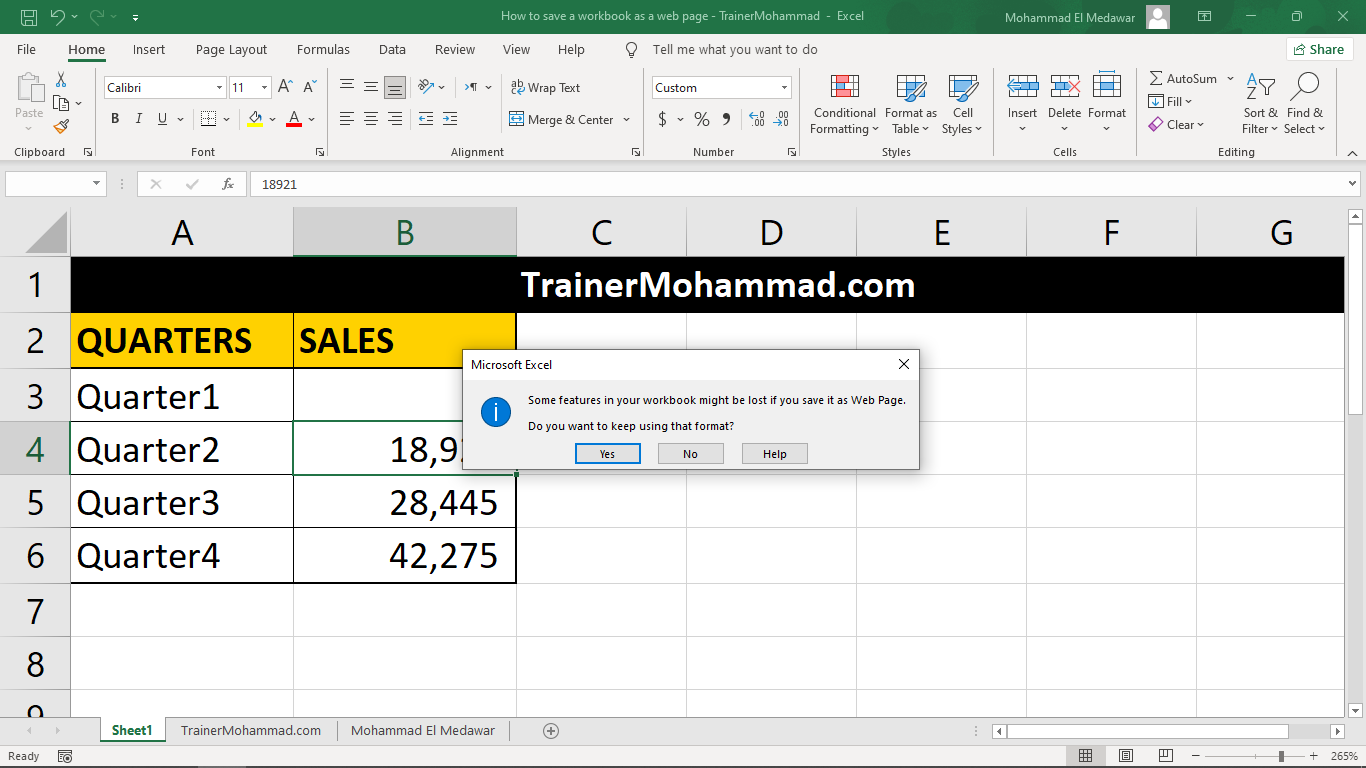 How to save a workbook as a web page - TrainerMohammad - Excel
Mohammad El Medawar
File Home Insert Page Layout Formulas Data Review View Help Tell me what you want to do
Share
Paste
Clipboard
Calibri 11
B I U A
Font
Wrap Text
Merge & Center
Alignment
Custom
$ % 9
Number
Conditional Formatting
Format as Table
Cell Styles
Styles
Insert Delete Format
Cells
AutoSum
Fill
Clear
Sort & Filter
Find & Select
Editing
fx 18921
A B C D E F G
1 TrainerMohammad.com
2 QUARTERS SALES
3 Quarter1
4 Quarter2
5 Quarter3 28,445
6 Quarter4 42,275
7
8
Microsoft Excel
Some features in your workbook might be lost if you save it as Web Page.
Do you want to keep using that format?
Yes No Help
Sheet1 TrainerMohammad.com Mohammad El Medawar
Ready
265%